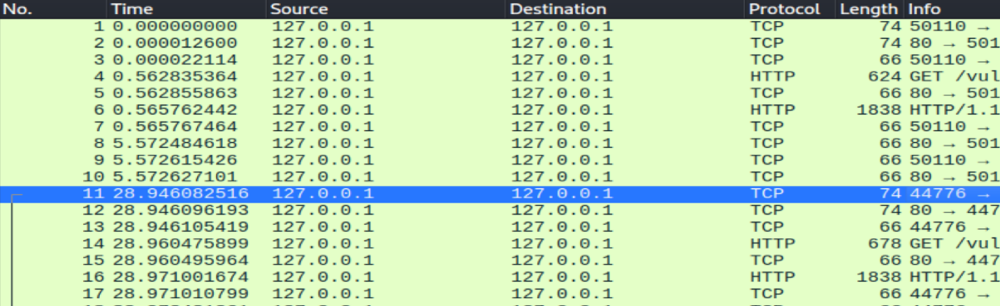 No. Time Source Destination Protocol Length Info
1 0.000000000 127.0.0.1 127.0.0.1 TCP 74 50110 →
2 0.000012600 127.0.0.1 127.0.0.1 TCP 74 80 → 501
3 0.000022114 127.0.0.1 127.0.0.1 TCP 66 50110 →
4 0.562835364 127.0.0.1 127.0.0.1 HTTP 624 GET /vul
5 0.562855863 127.0.0.1 127.0.0.1 TCP 66 80 → 501
6 0.565762442 127.0.0.1 127.0.0.1 HTTP 1838 HTTP/1.1
7 0.565767464 127.0.0.1 127.0.0.1 TCP 66 50110 →
8 5.572484618 127.0.0.1 127.0.0.1 TCP 66 80 → 501
9 5.572615426 127.0.0.1 127.0.0.1 TCP 66 50110 →
10 5.572627101 127.0.0.1 127.0.0.1 TCP 66 80 → 501
11 28.946082516 127.0.0.1 127.0.0.1 TCP 74 44776 →
12 28.946096193 127.0.0.1 127.0.0.1 TCP 74 80 → 447
13 28.946105419 127.0.0.1 127.0.0.1 TCP 66 44776 →
14 28.960475899 127.0.0.1 127.0.0.1 HTTP 678 GET /vul
15 28.960495964 127.0.0.1 127.0.0.1 TCP 66 80 → 447
16 28.971001674 127.0.0.1 127.0.0.1 HTTP 1838 HTTP/1.1
17 28.971010799 127.0.0.1 127.0.0.1 TCP 66 44776 →